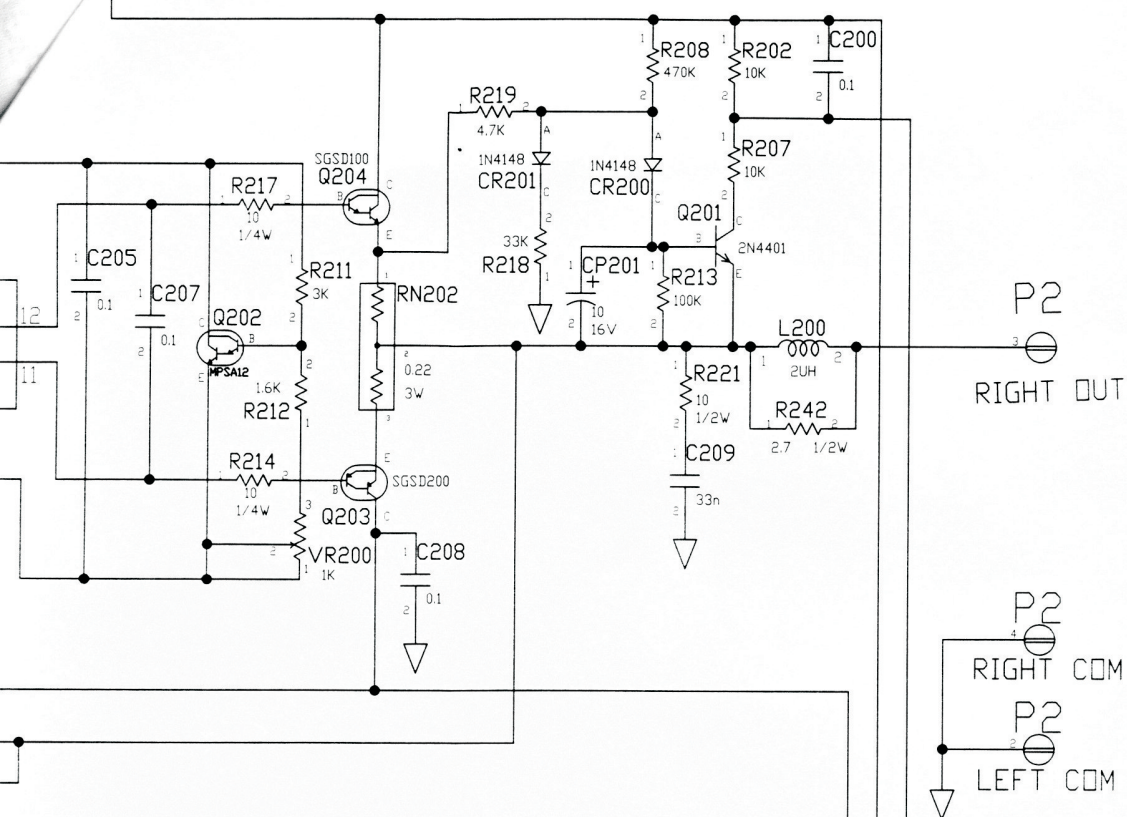 R208
470K
R202
10K
C200
0.1
R219
4.7K
SGSD100
Q204
1N4148
CR201
1N4148
CR200
R207
10K
R217
10
1/4W
Q201
2N4401
C205
0.1
33K
R218
CP201
+
10
16V
R213
100K
R211
3K
C207
0.1
RN202
0.22
3W
Q202
MPSA12
12
11
1.6K
R212
L200
2UH
P2
3
RIGHT OUT
R221
10
1/2W
R242
2.7 1/2W
R214
10
1/4W
C209
33n
SGSD200
Q203
VR200
1K
C208
0.1
P2
4
RIGHT COM
P2
2
LEFT COM